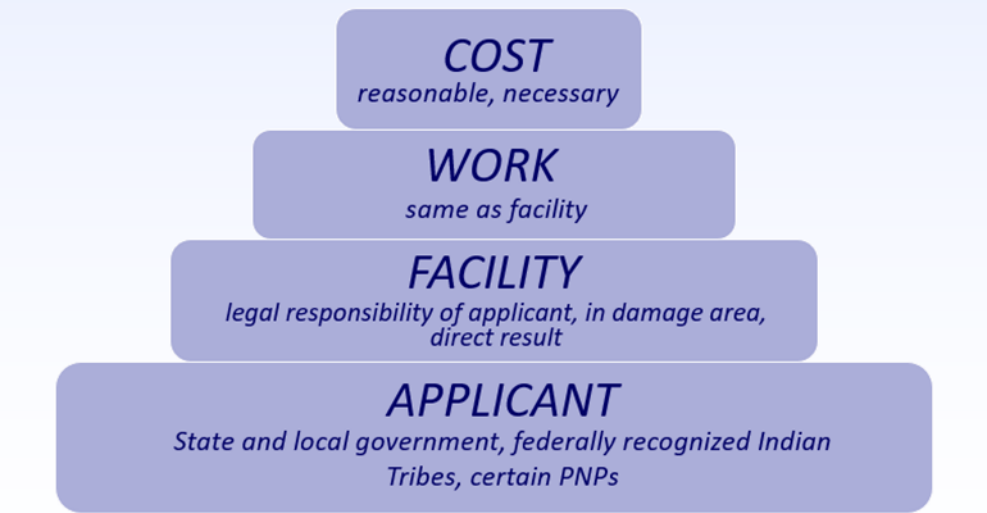 COST
reasonable, necessary
WORK
same as facility
FACILITY
legal responsibility of applicant, in damage area,
direct result
APPLICANT
State and local government, federally recognized Indian
Tribes, certain PNPs